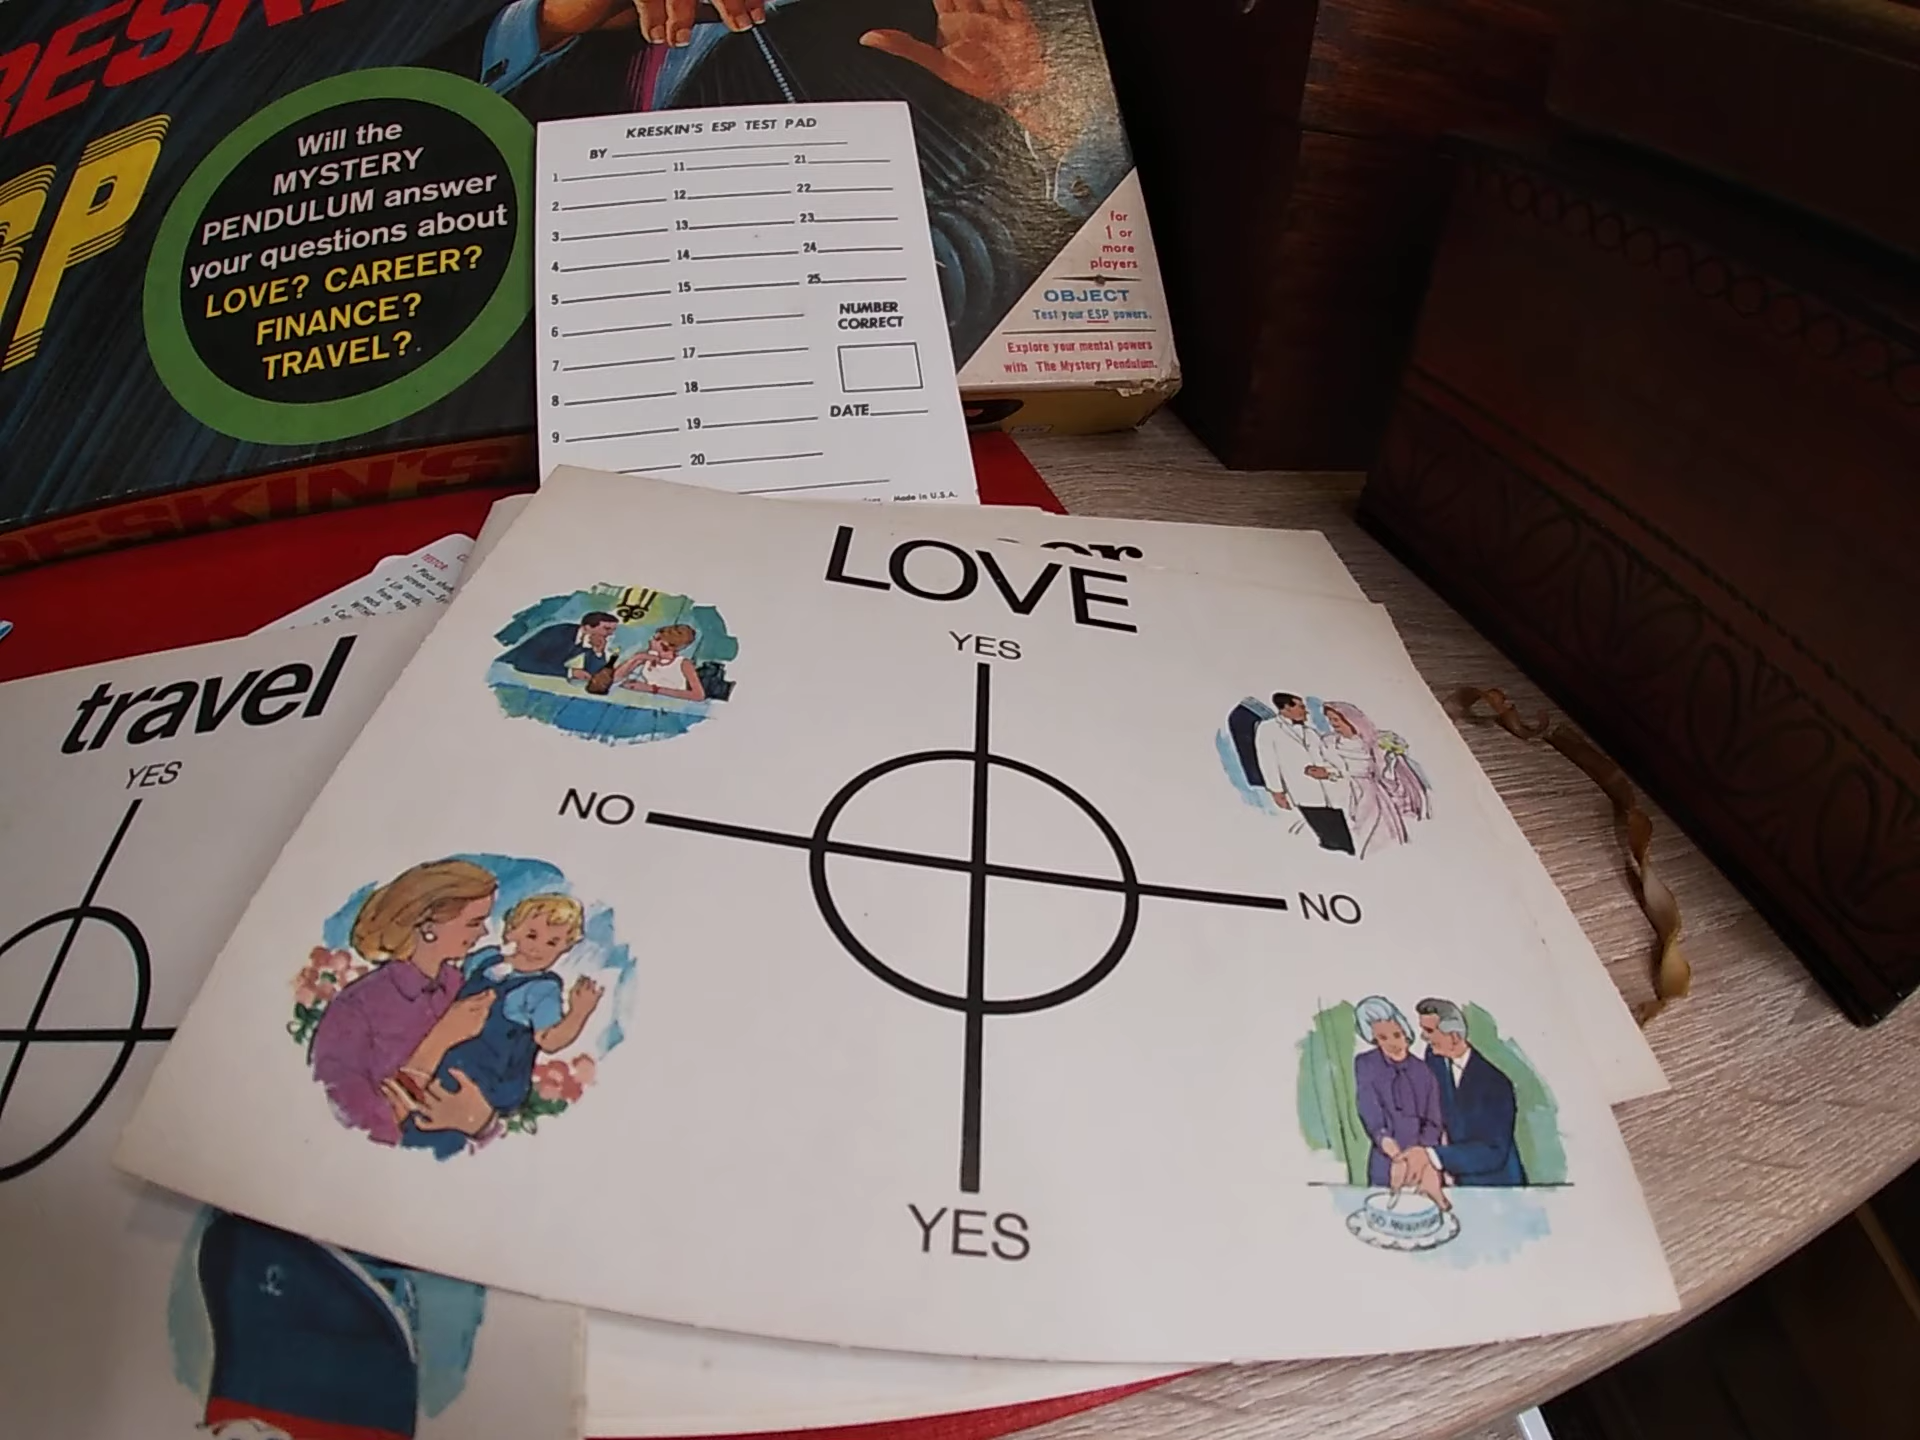 Will the
MYSTERY
PENDULUM answer
your questions about
LOVE? CAREER?
FINANCE?
TRAVEL?
KRESKIN'S ESP TEST PAD
BY
1 11 21
2 12 22
3 13 23
4 14 24
5 15 25
6 16
7 17
8 18
9 19
20
NUMBER
CORRECT
DATE
Made in U.S.A.
for
1 or
more
players
OBJECT
Test your ESP powers.
Explore your mental powers
with The Mystery Pendulum.
KRESKIN'S
travel
YES
LOVE
YES
NO
NO
YES